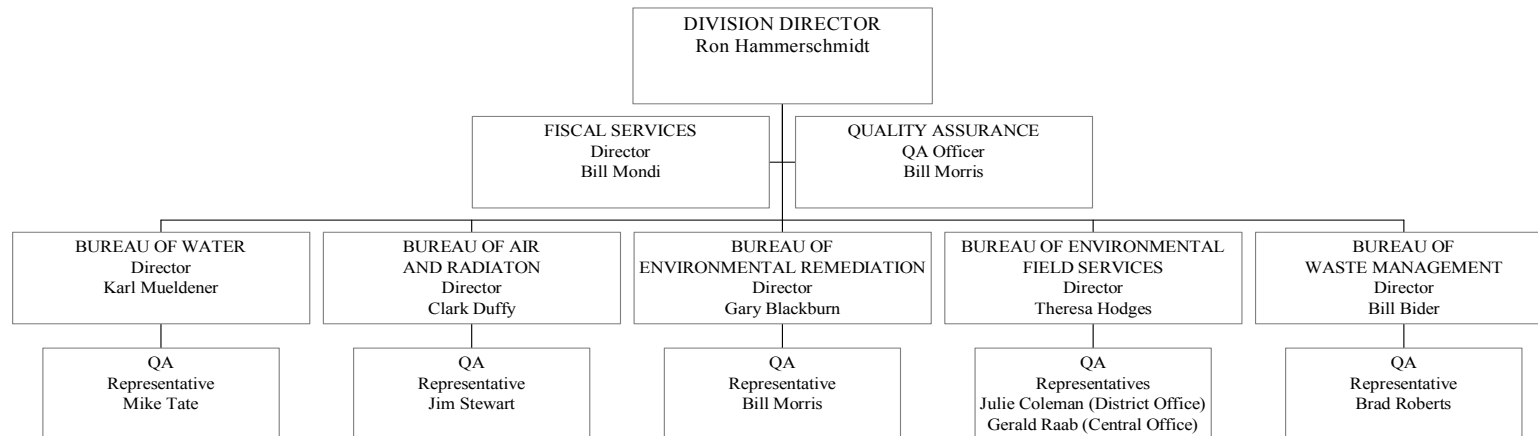 DIVISION DIRECTOR
Ron Hammerschmidt
FISCAL SERVICES
Director
Bill Mondi
QUALITY ASSURANCE
QA Officer
Bill Morris
BUREAU OF WATER
Director
Karl Mueldener
BUREAU OF AIR
AND RADIATON
Director
Clark Duffy
BUREAU OF
ENVIRONMENTAL REMEDIATION
Director
Gary Blackburn
BUREAU OF ENVIRONMENTAL
FIELD SERVICES
Director
Theresa Hodges
BUREAU OF
WASTE MANAGEMENT
Director
Bill Bider
QA
Representative
Mike Tate
QA
Representative
Jim Stewart
QA
Representative
Bill Morris
QA
Representatives
Julie Coleman (District Office)
Gerald Raab (Central Office)
QA
Representative
Brad Roberts